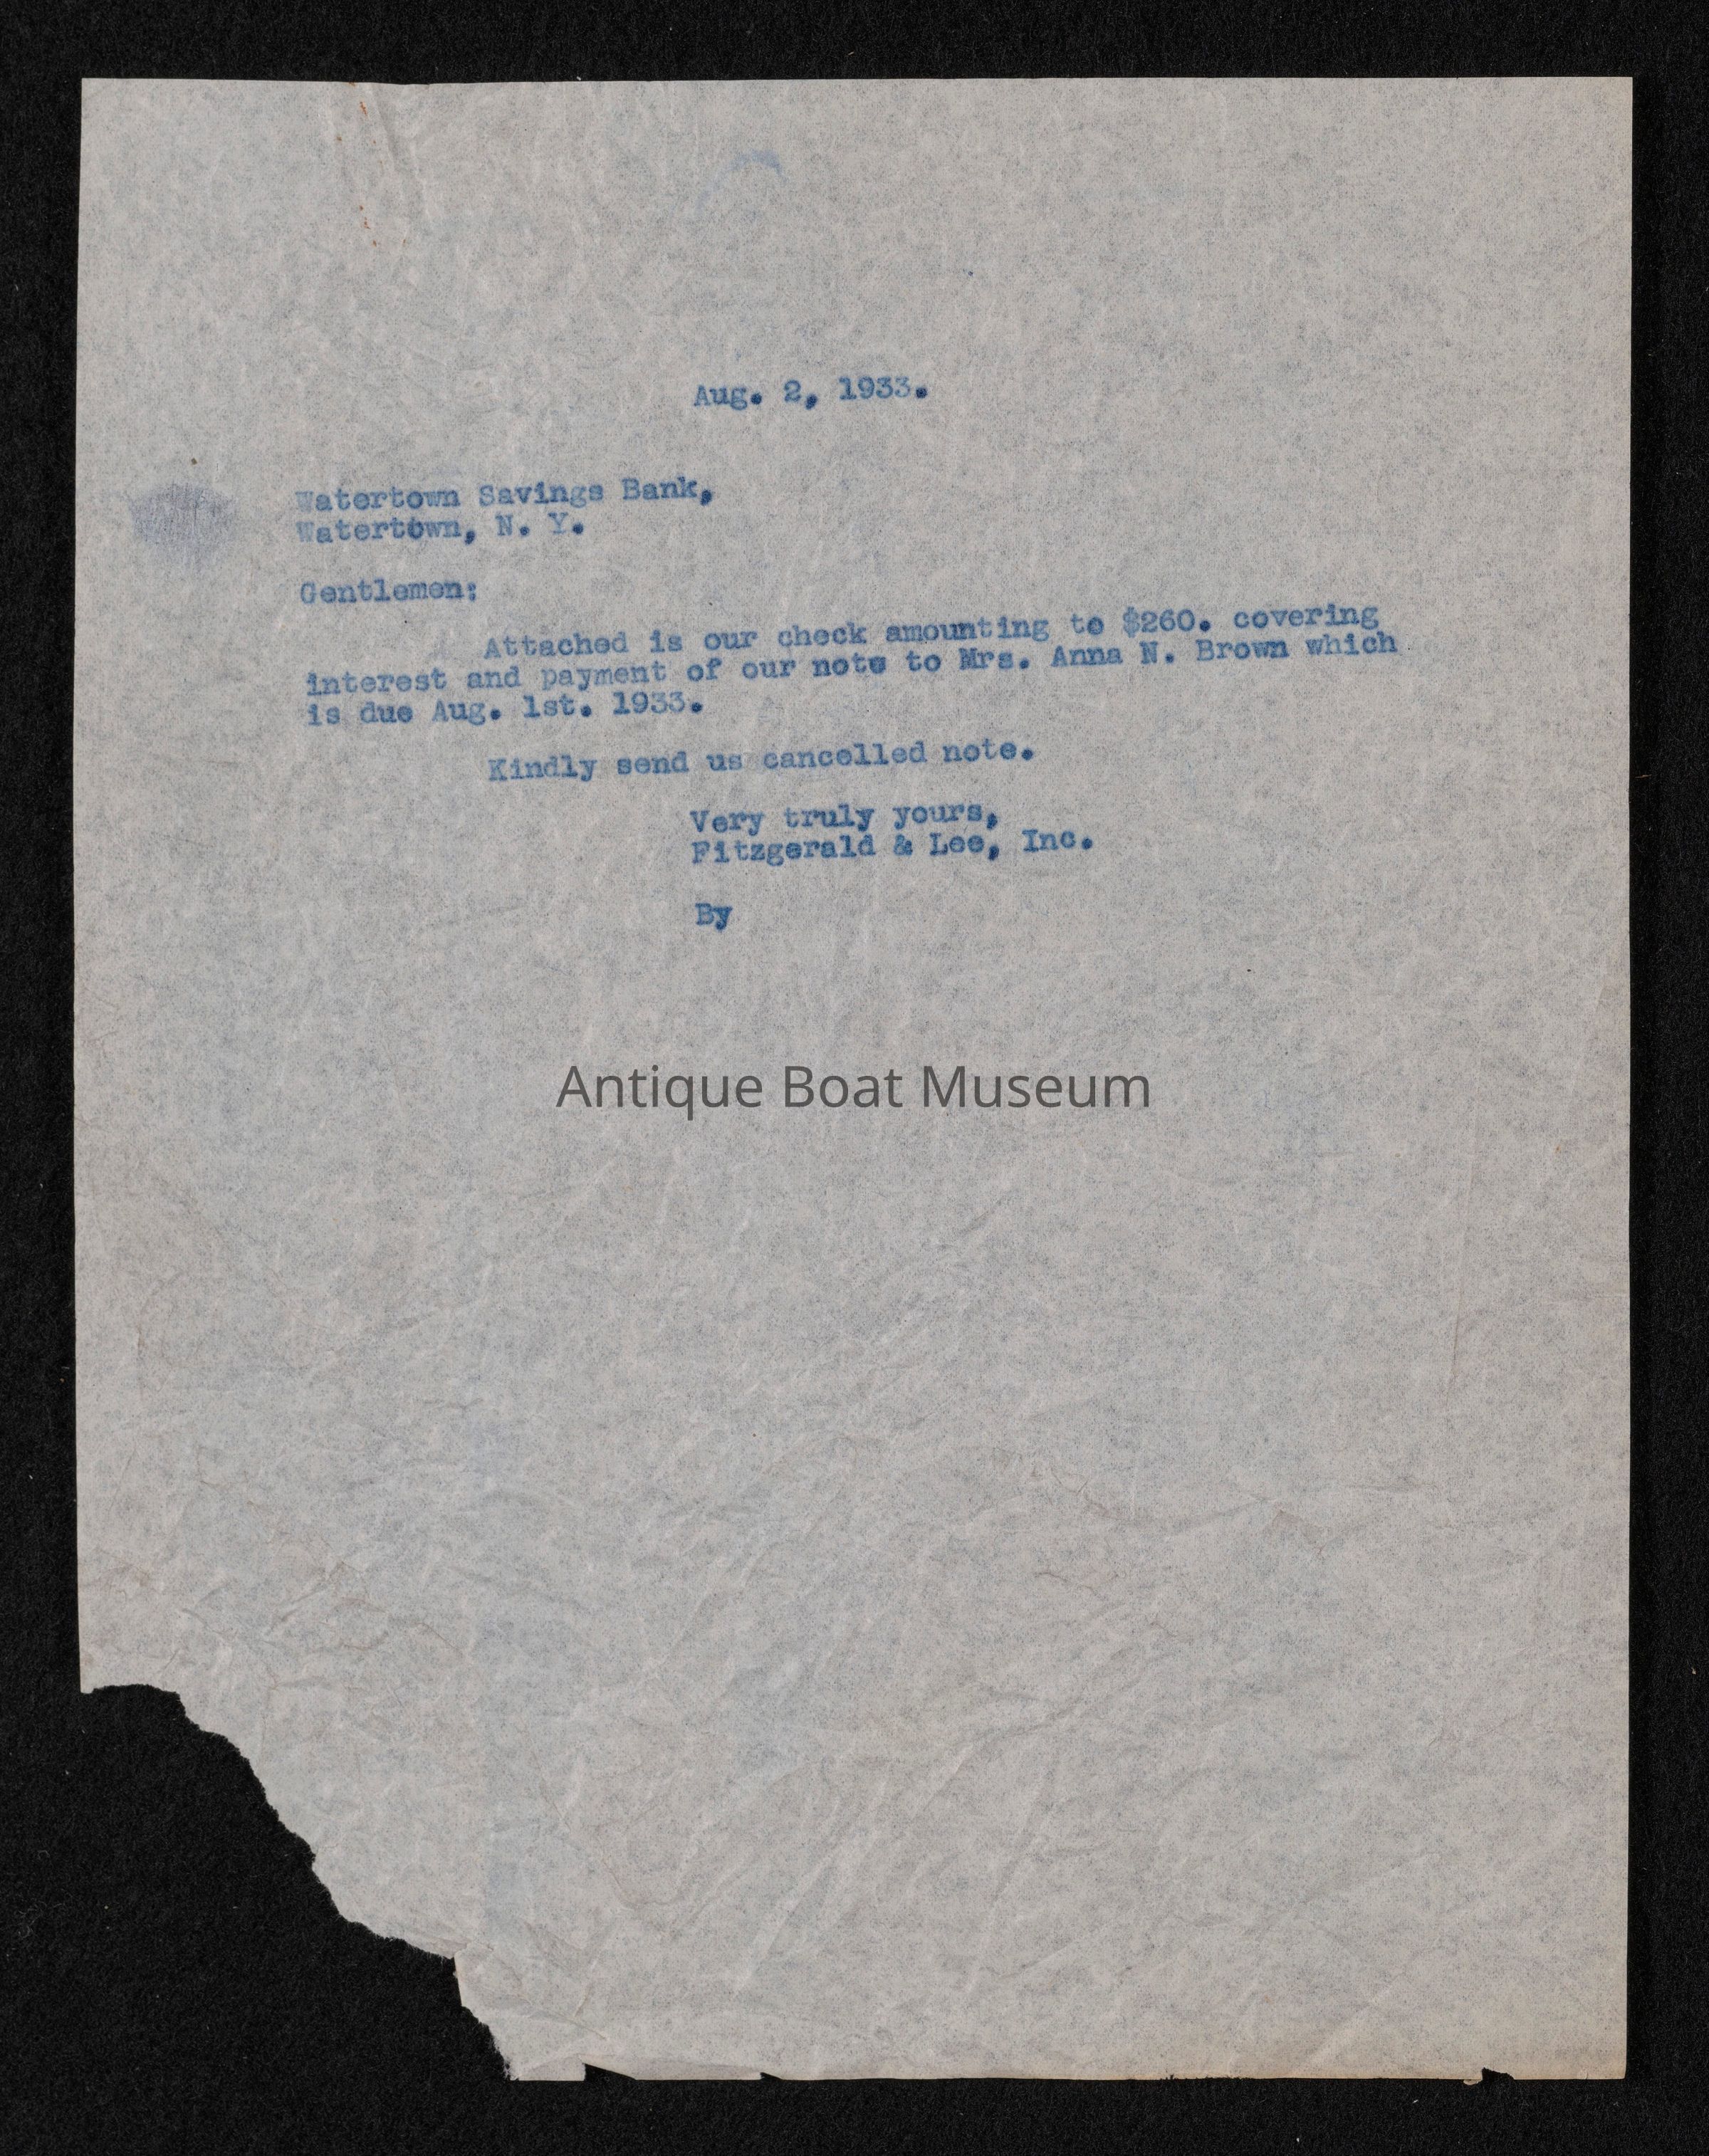 Aug. 2, 1933.
Watertown Savings Bank,
Watertown, N. Y.
Gentlemen:
Attached is our check amounting to $260. covering
interest and payment of our note to Mrs. Anna N. Brown which
is due Aug. 1st. 1933.
Kindly send us cancelled note.
Very truly yours,
Fitzgerald & Lee, Inc.
By
Antique Boat Museum